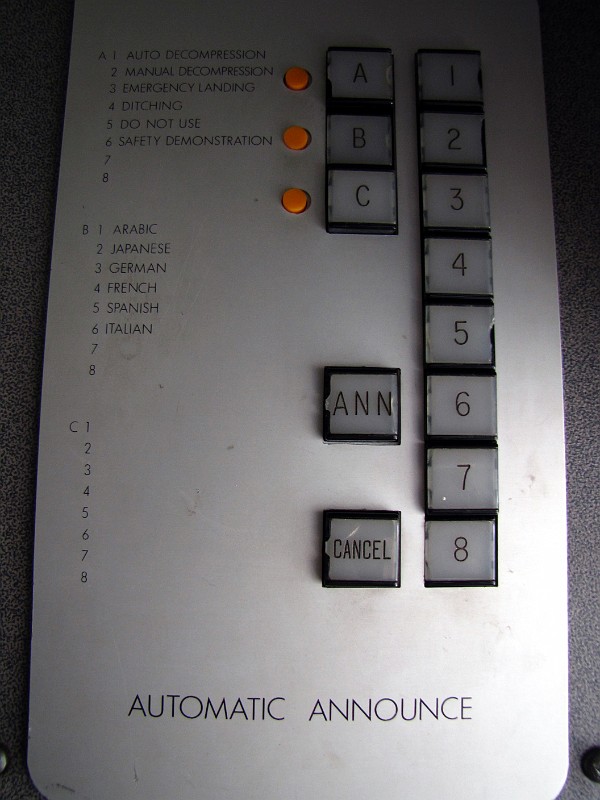 A 1 AUTO DECOMPRESSION
2 MANUAL DECOMPRESSION
3 EMERGENCY LANDING
4 DITCHING
5 DO NOT USE
6 SAFETY DEMONSTRATION
7
8
B 1 ARABIC
2 JAPANESE
3 GERMAN
4 FRENCH
5 SPANISH
6 ITALIAN
7
8
C 1
2
3
4
5
6
7
8
A
B
C
ANN
CANCEL
1
2
3
4
5
6
7
8
AUTOMATIC ANNOUNCE